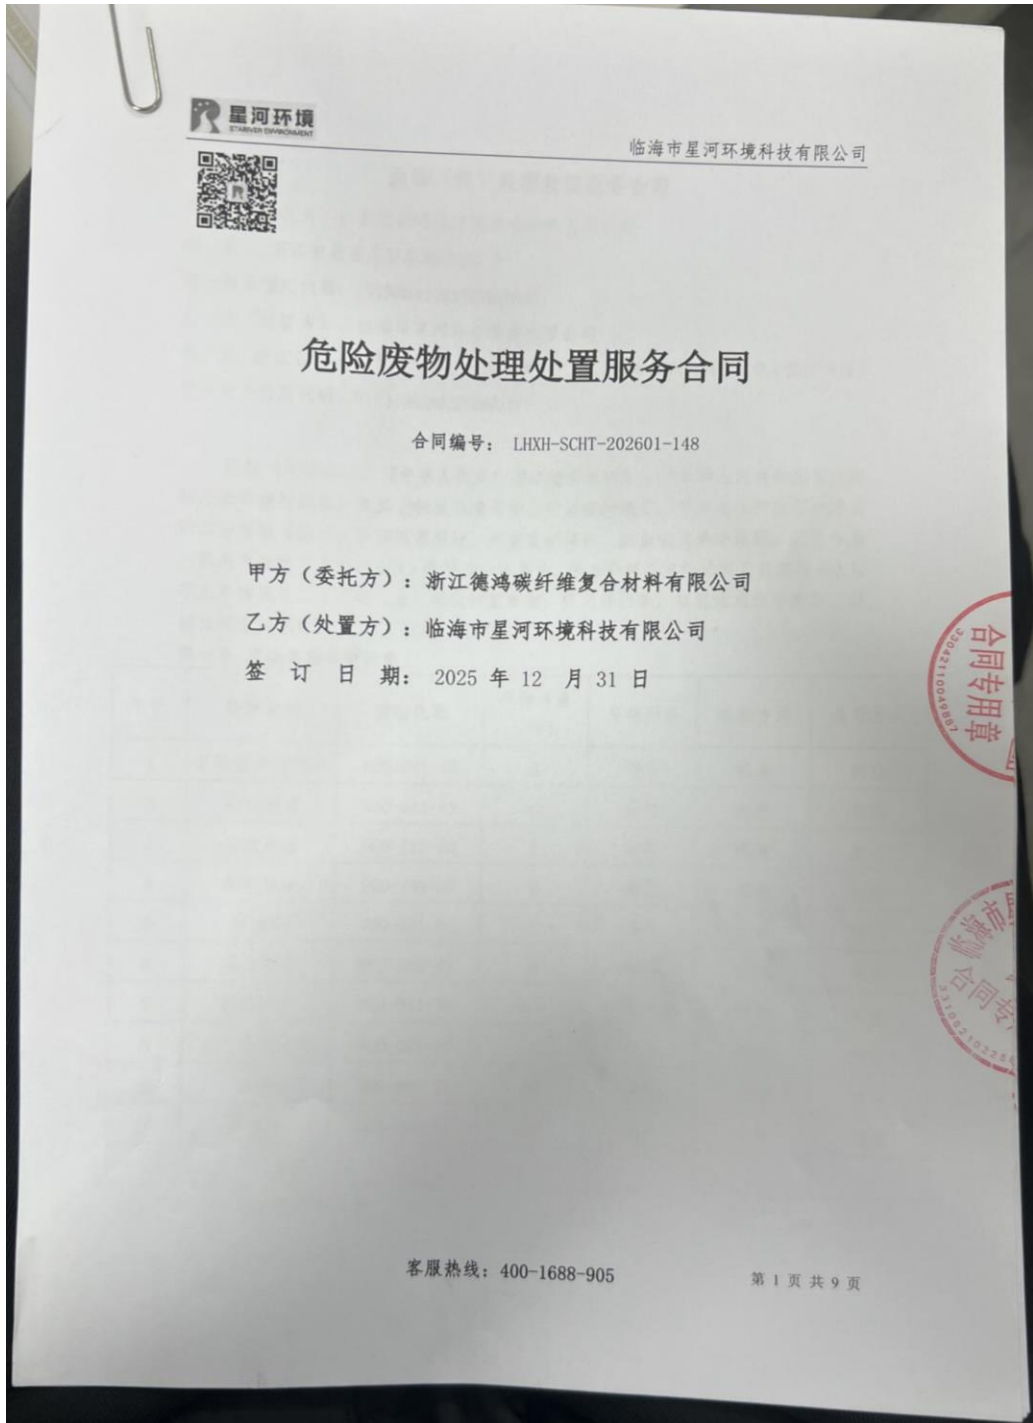 星河环境
STARRIVER ENVIRONMENT
临海市星河环境科技有限公司
危险废物处理处置服务合同
合同编号： LHXH-SCHT-202601-148
甲方（委托方）：浙江德鸿碳纤维复合材料有限公司
乙方（处置方）：临海市星河环境科技有限公司
签 订 日 期： 2025 年 12 月 31 日
合同专用章
33042110049887
临海市
合同专
客服热线：400-1688-905
第 1 页 共 9 页